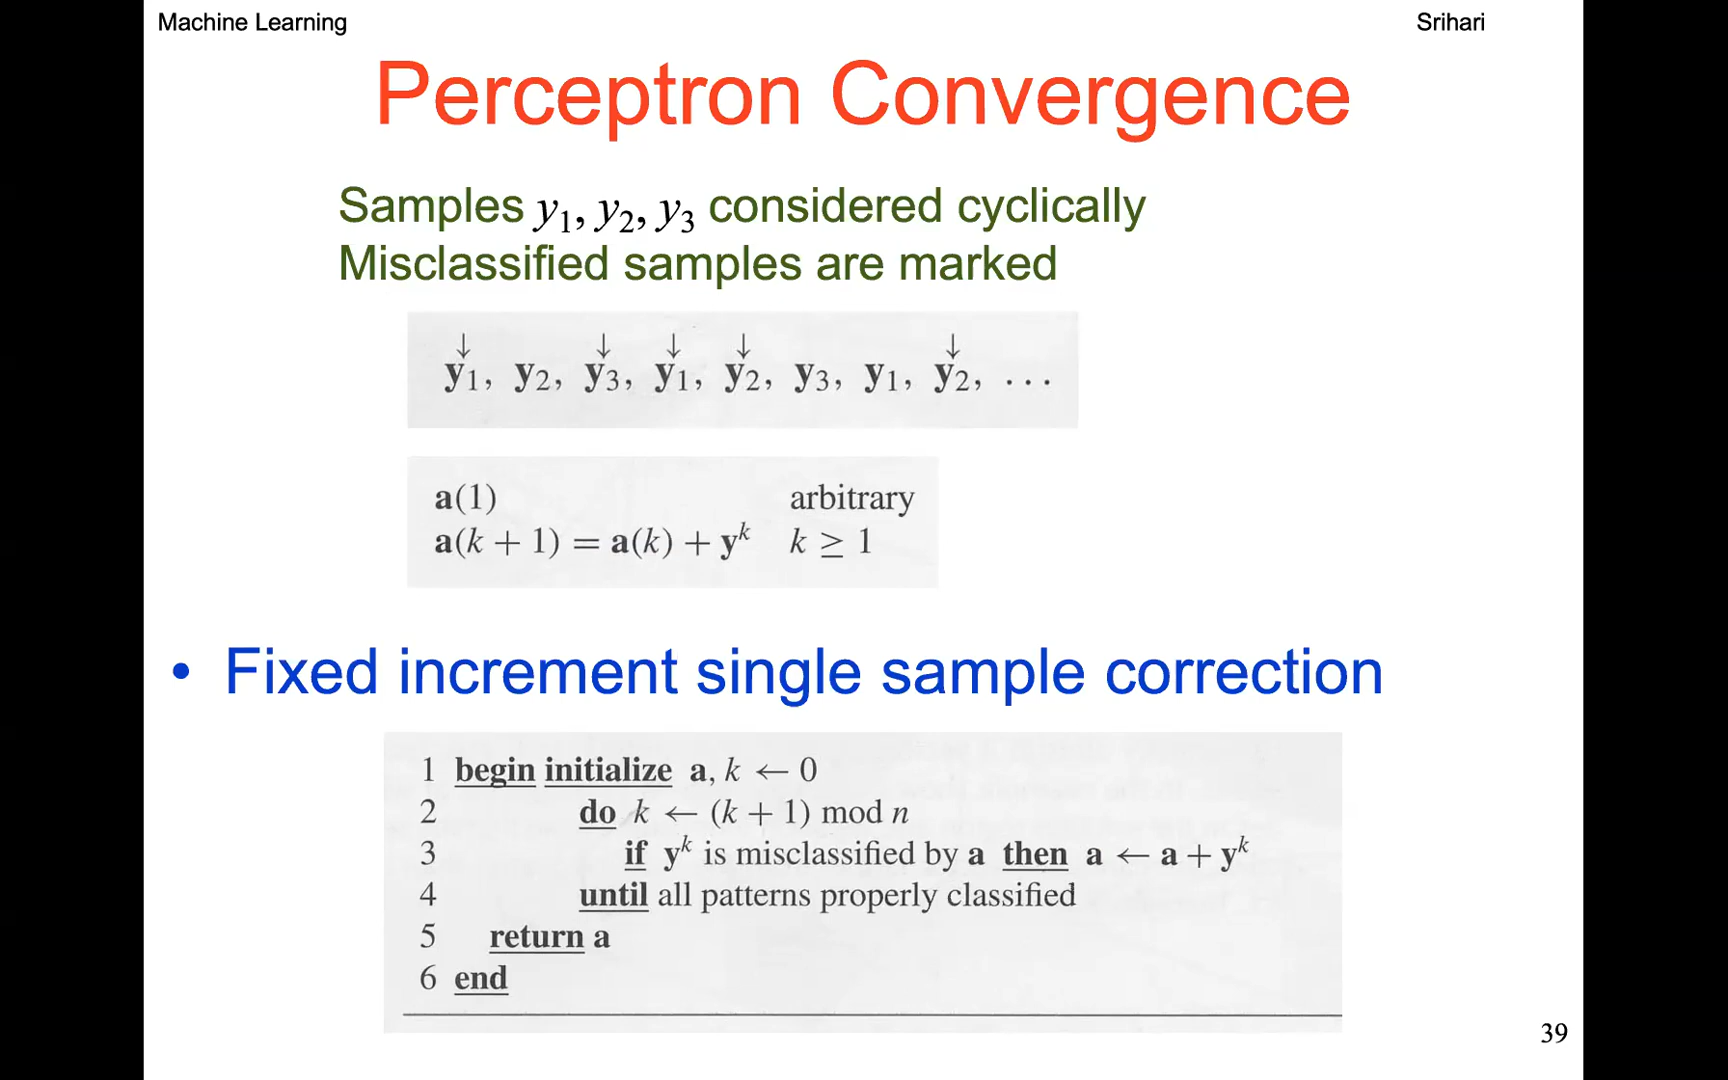 Machine Learning
Srihari
Perceptron Convergence
Samples y₁, y₂, y₃ considered cyclically
Misclassified samples are marked
↓ ↓ ↓ ↓ ↓
y₁, y₂, y₃, y₁, y₂, y₃, y₁, y₂, ...
a(1) arbitrary
a(k + 1) = a(k) + yᵏ k ≥ 1
• Fixed increment single sample correction
1 begin initialize a, k ← 0
2 do k ← (k + 1) mod n
3 if yᵏ is misclassified by a then a ← a + yᵏ
4 until all patterns properly classified
5 return a
6 end
39